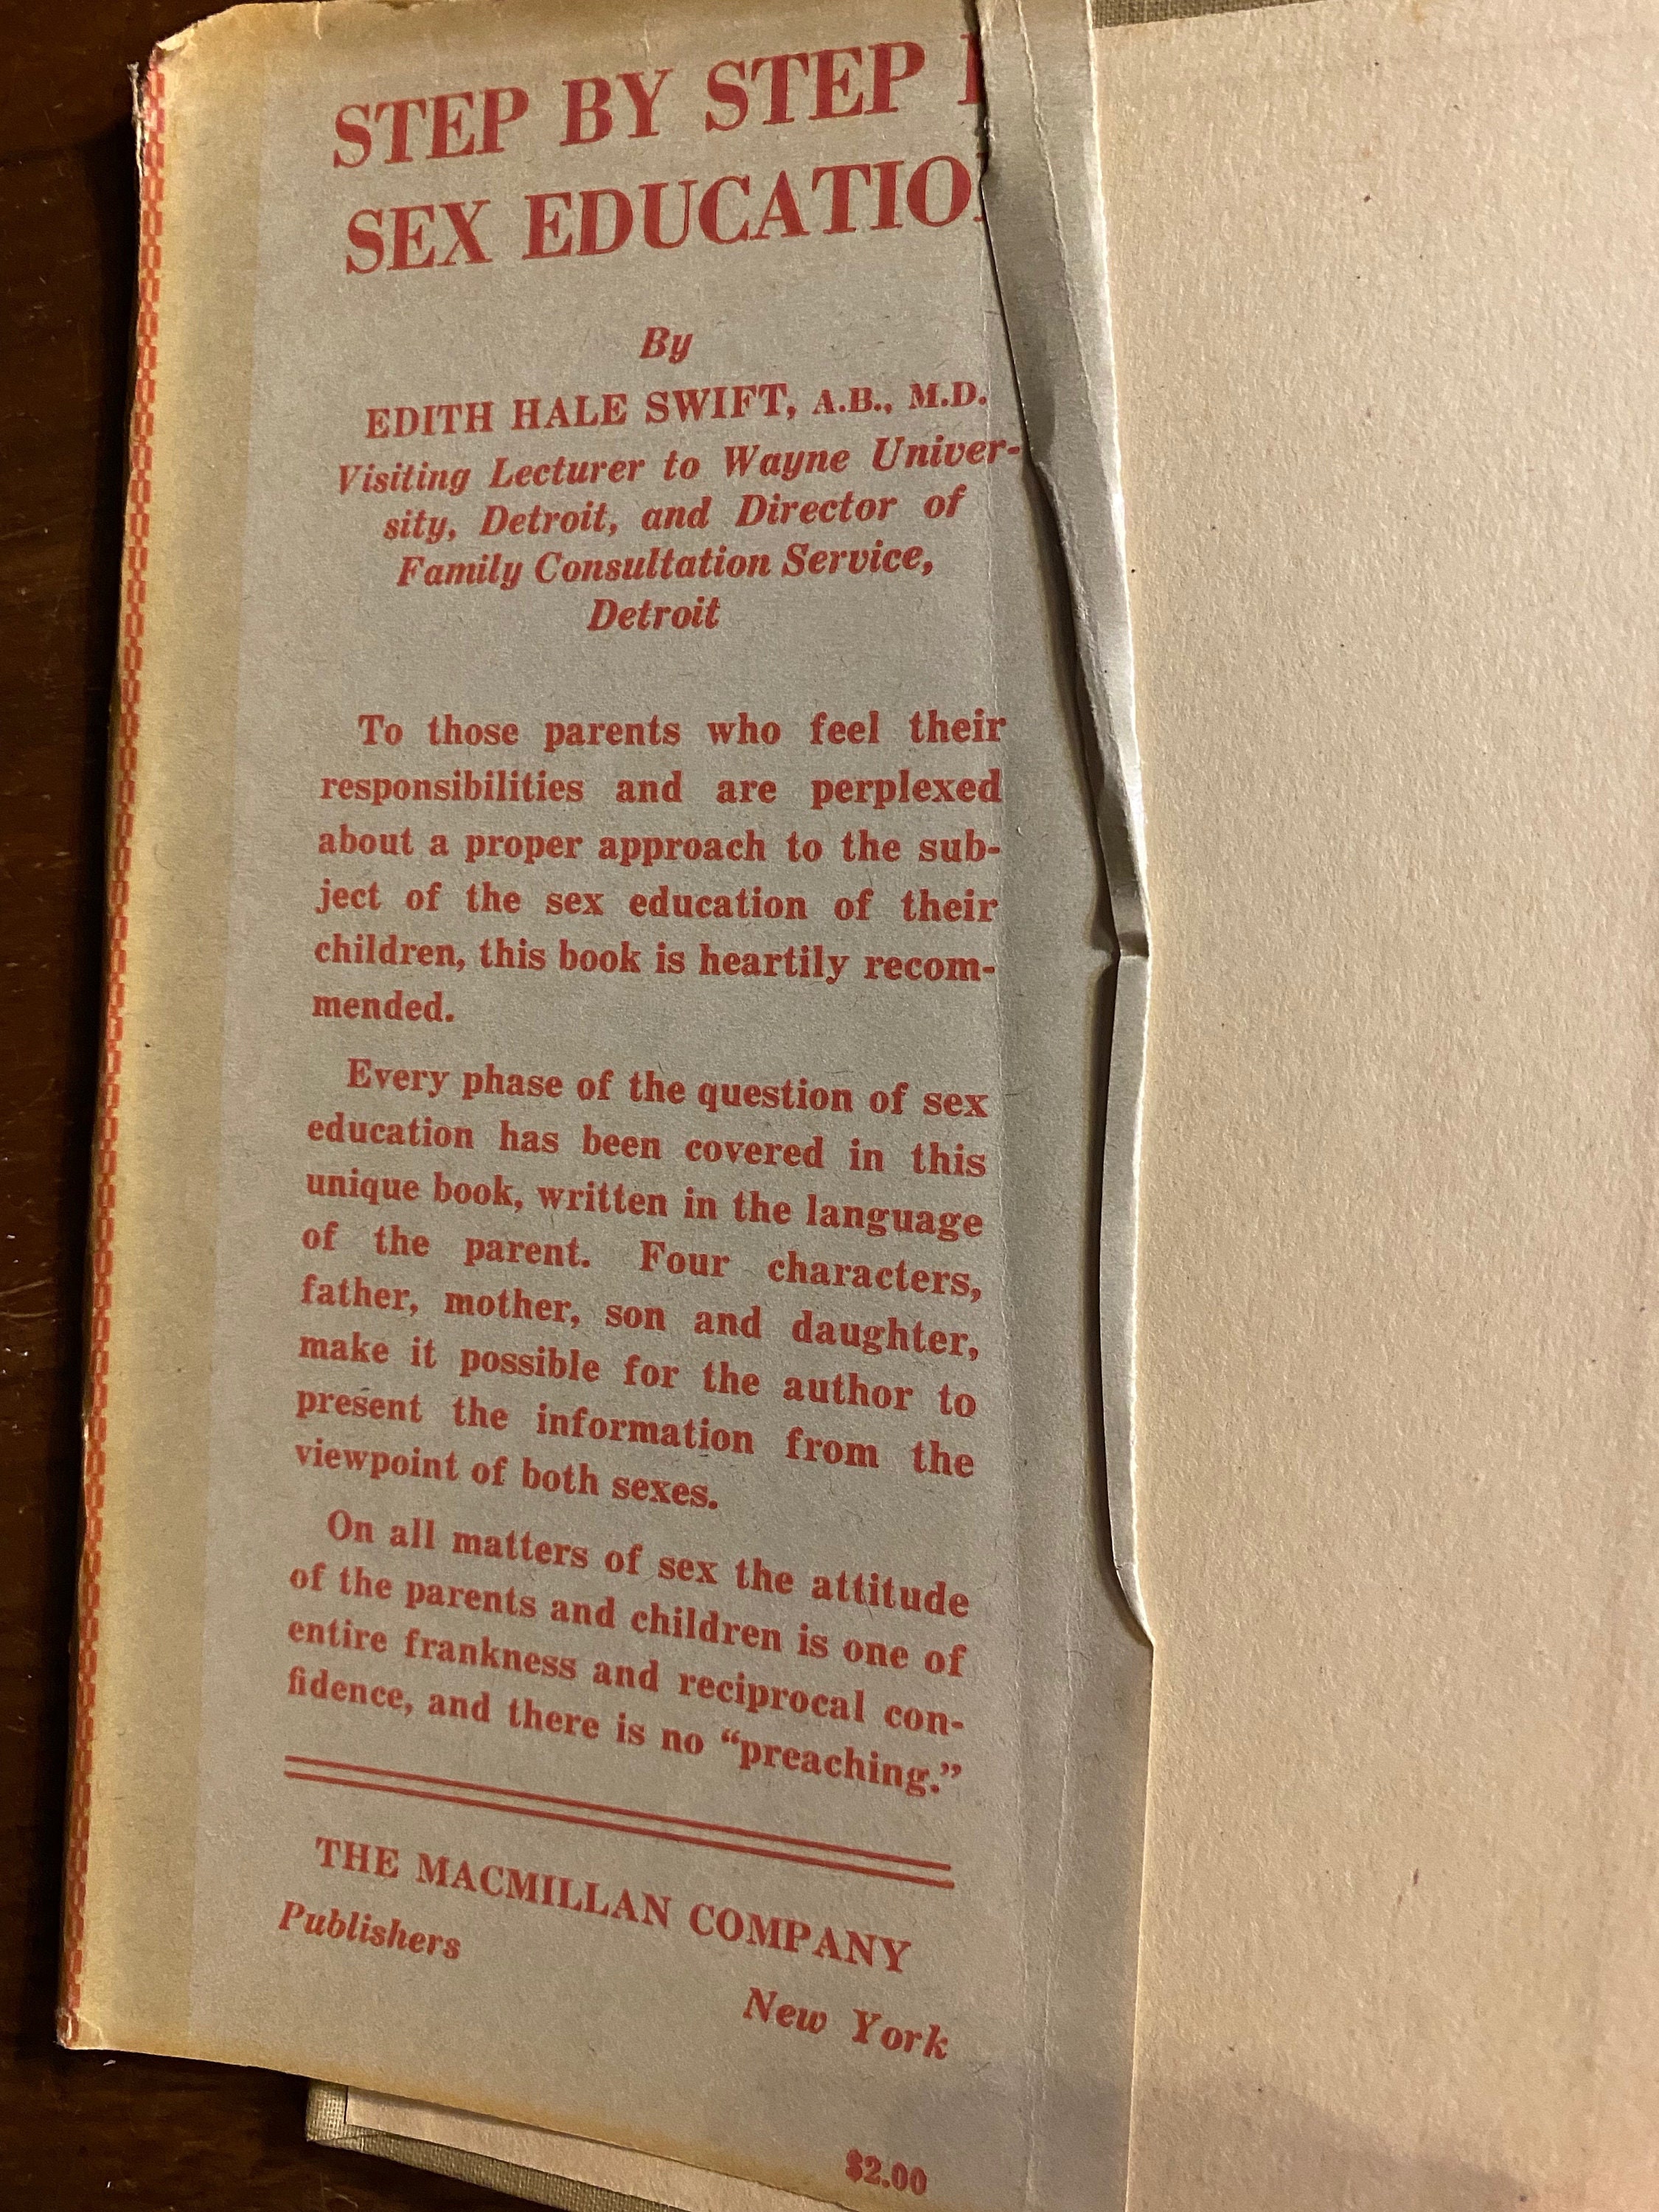 STEP BY STEP
SEX EDUCATIO
By
EDITH HALE SWIFT, A.B., M.D.
Visiting Lecturer to Wayne Univer-
sity, Detroit, and Director of
Family Consultation Service,
Detroit
To those parents who feel their
responsibilities and are perplexed
about a proper approach to the sub-
ject of the sex education of their
children, this book is heartily recom-
mended.
Every phase of the question of sex
education has been covered in this
unique book, written in the language
of the parent. Four characters,
father, mother, son and daughter,
make it possible for the author to
present the information from the
viewpoint of both sexes.
On all matters of sex the attitude
of the parents and children is one of
entire frankness and reciprocal con-
fidence, and there is no “preaching.”
THE MACMILLAN COMPANY
Publishers
New York
$2.00